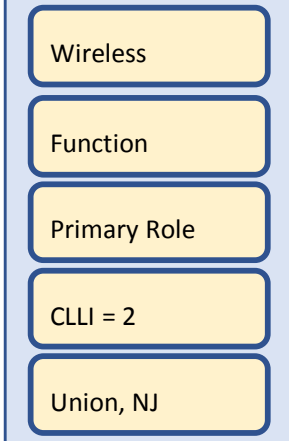 Wireless
Function
Primary Role
CLLI = 2
Union, NJ